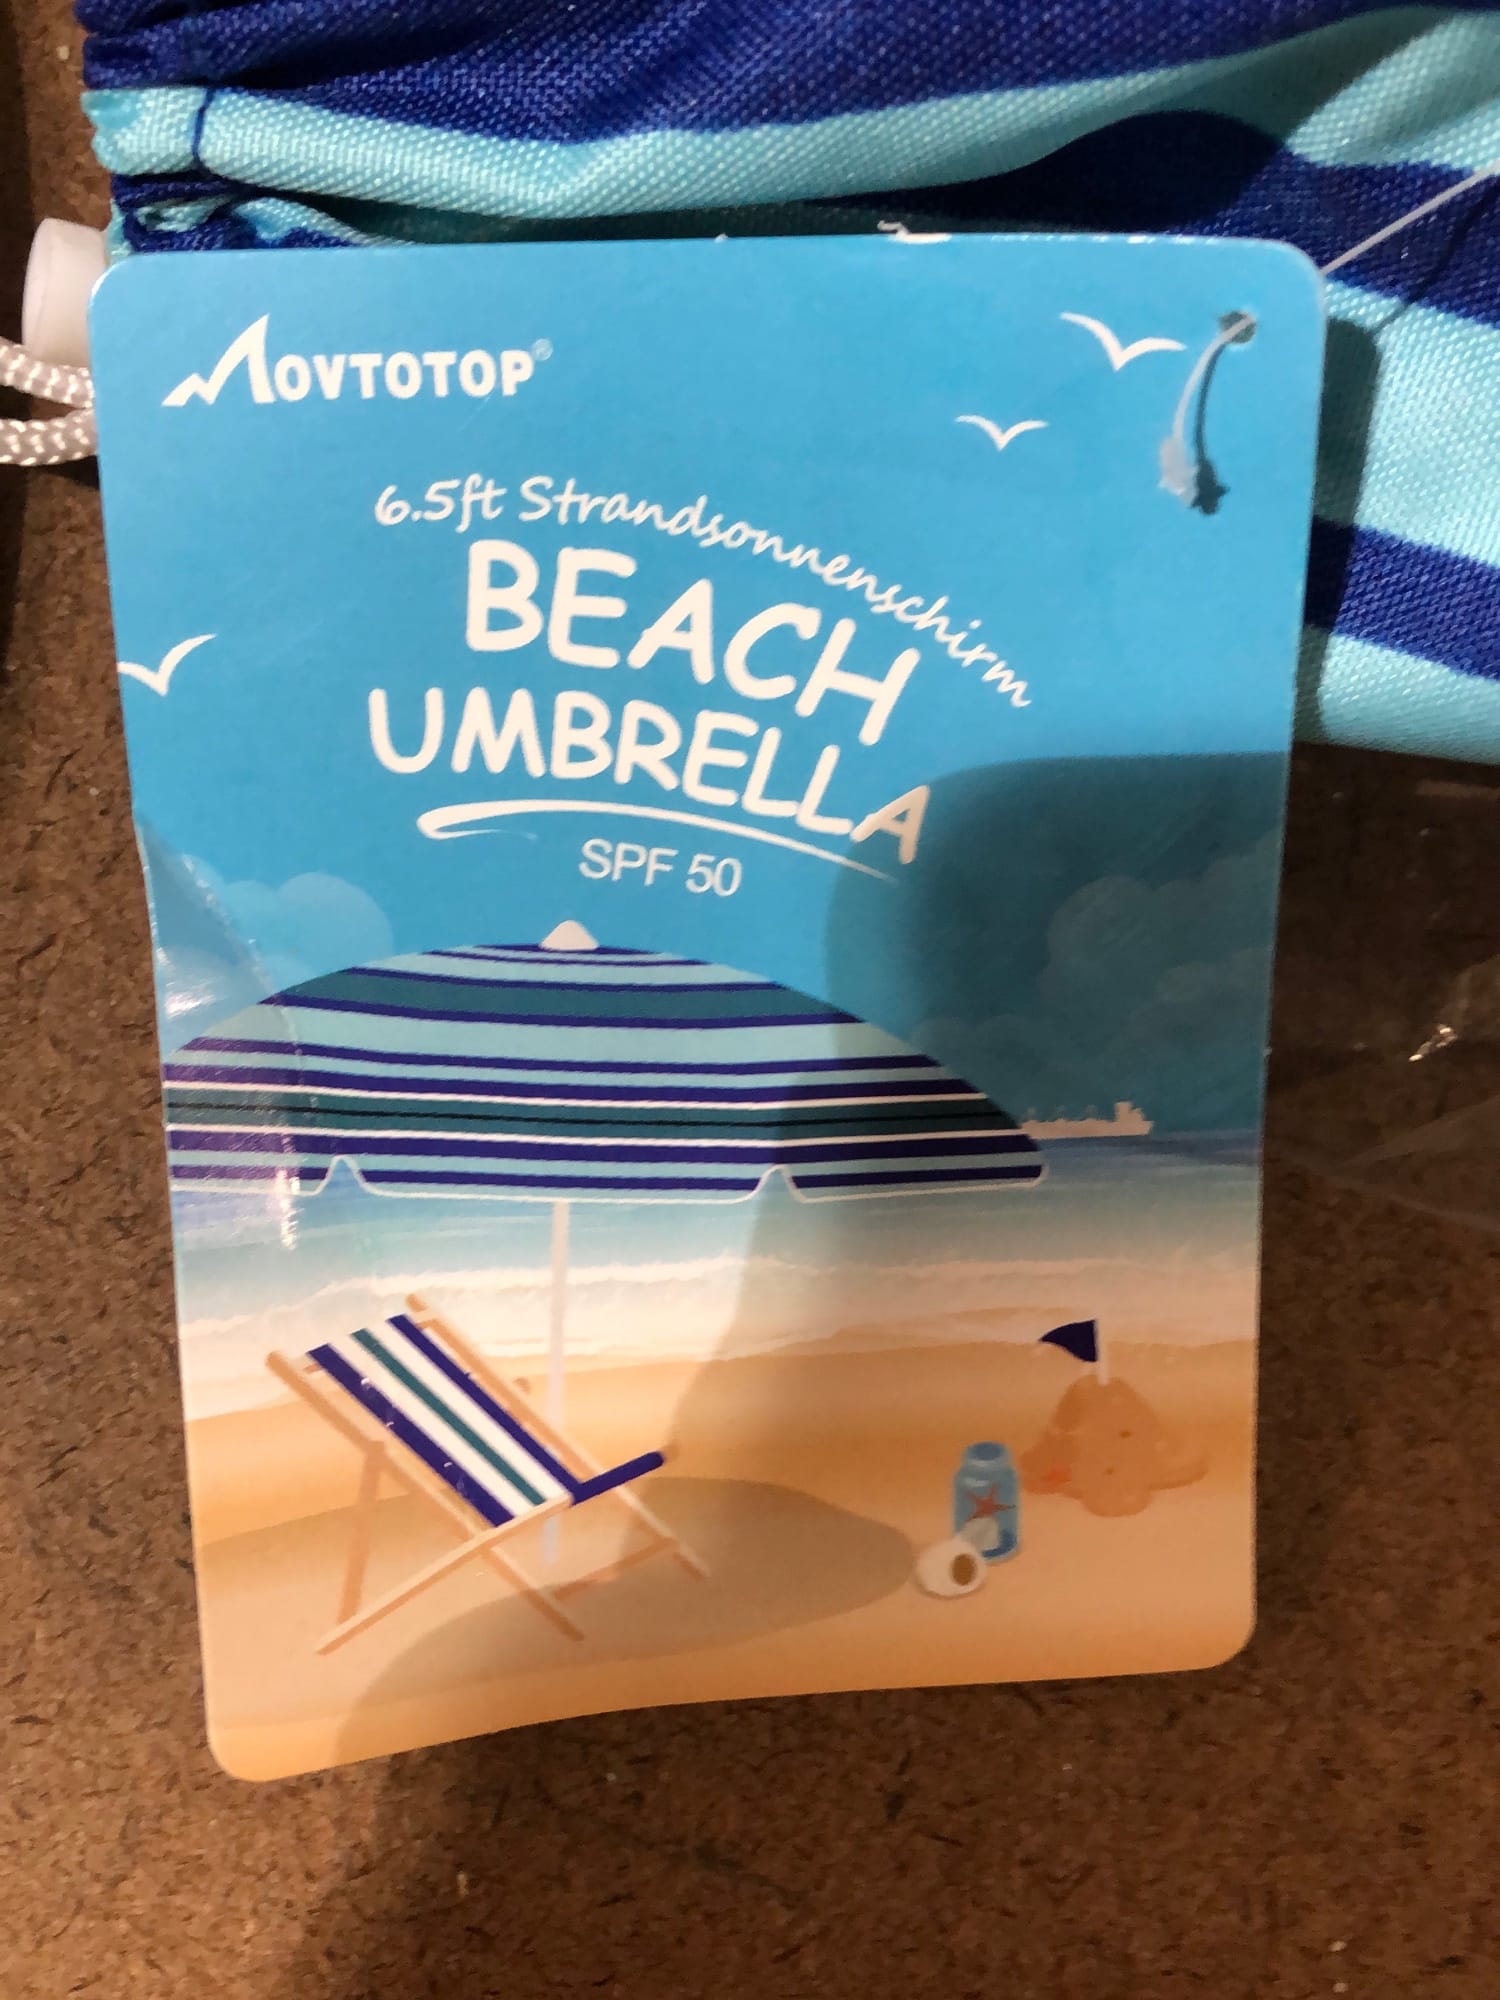 MOVTOTOP®
6.5ft Strandsonnenschirm
BEACH
UMBRELLA
SPF 50